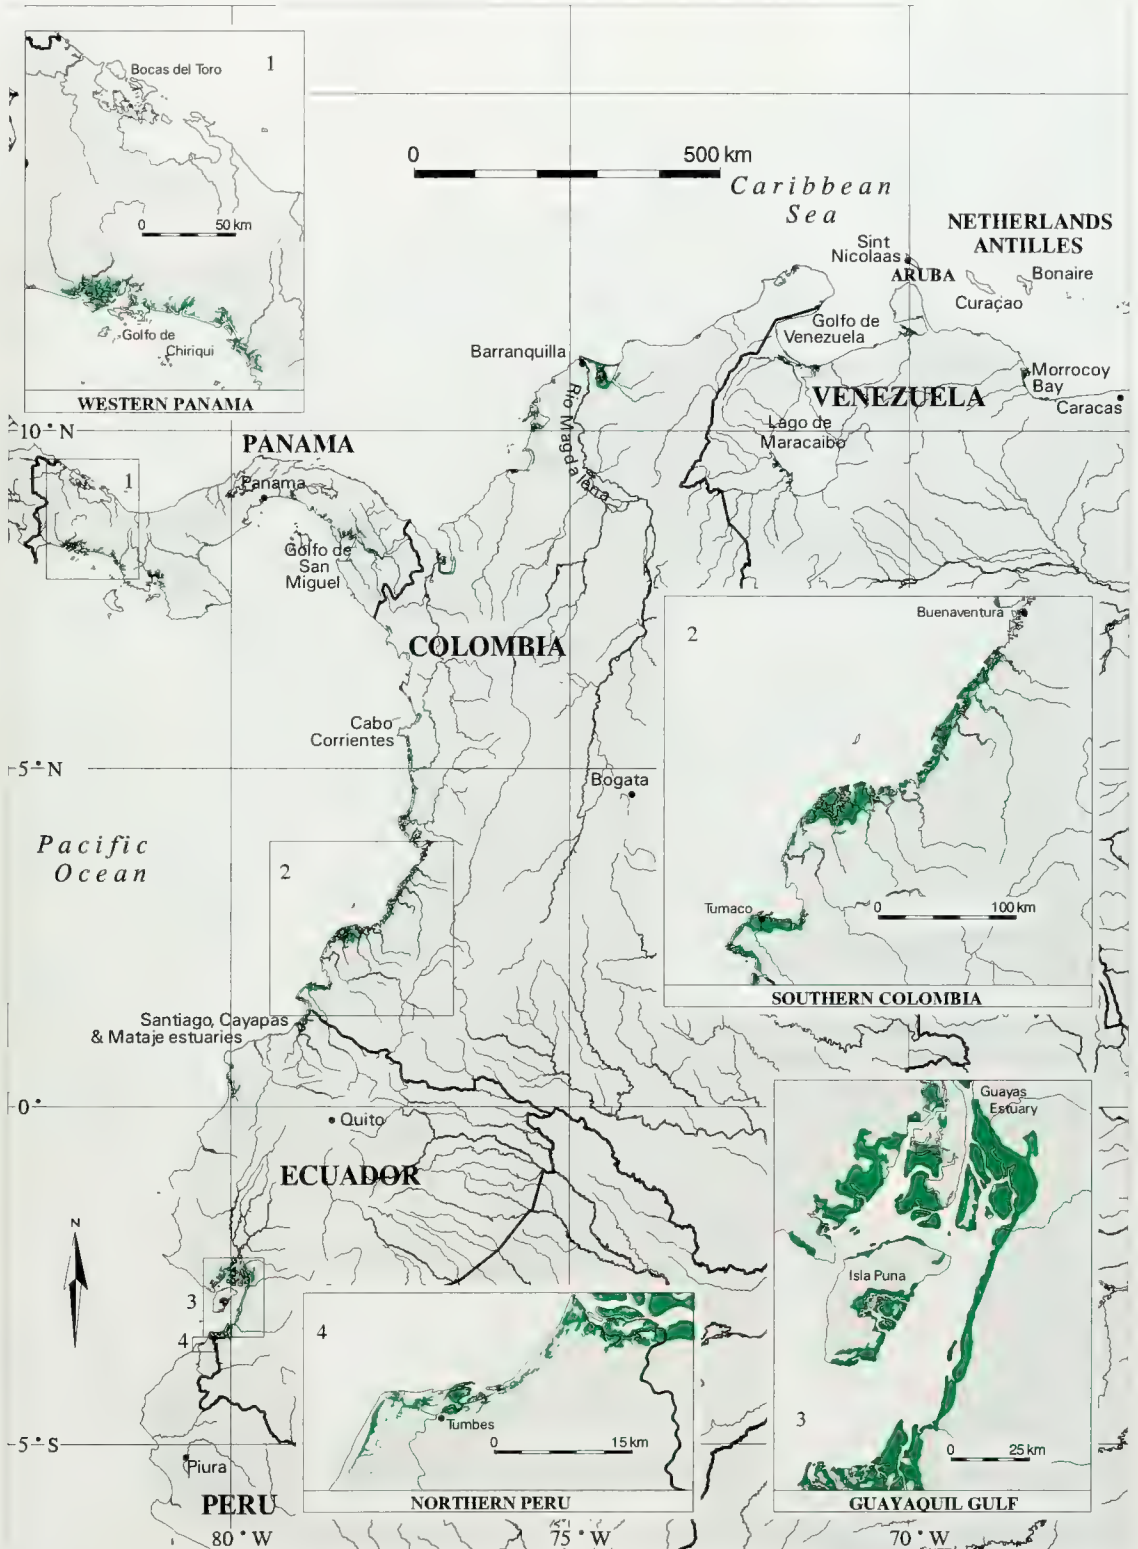 1
Bocas del Toro
0 50 km
Golfo de
Chiriqui
WESTERN PANAMA
0 500 km
Caribbean
Sea
NETHERLANDS
ANTILLES
Sint
Nicolaas
ARUBA
Bonaire
Curaçao
Golfo de
Venezuela
Barranquilla
Rio Magdalena
VENEZUELA
Morrocoy
Bay
Caracas
Lago de
Maracaibo
10° N
PANAMA
1
Panama
Golfo de
San
Miguel
COLOMBIA
2
Buenaventura
Tumaco
0 100 km
SOUTHERN COLOMBIA
Cabo
Corrientes
5° N
Bogata
Pacific
Ocean
2
Santiago, Cayapas
& Mataje estuaries
0°
Quito
ECUADOR
N
3
4
Guayas
Estuary
Isla Puna
3
0 25 km
GUAYAQUIL GULF
4
Tumbes
0 15 km
NORTHERN PERU
5° S
Piura
PERU
80° W 75° W 70° W